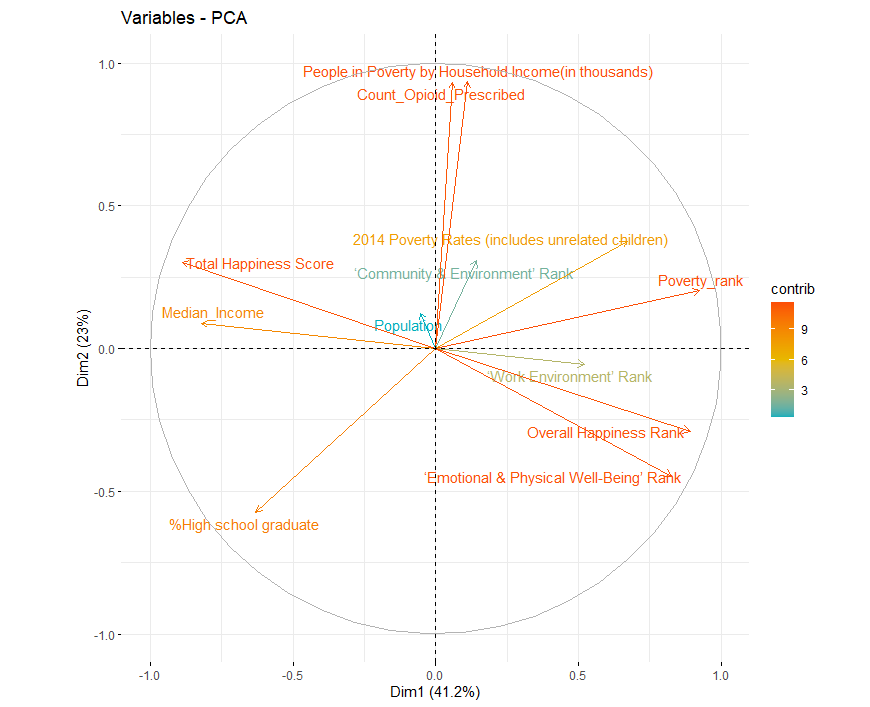 Variables - PCA
People in Poverty by Household Income(in thousands)
Count_Opioid_Prescribed
2014 Poverty Rates (includes unrelated children)
Total Happiness Score
‘Community & Environment’ Rank
Poverty_rank
Median_Income
Population
‘Work Environment’ Rank
Overall Happiness Rank
‘Emotional & Physical Well-Being’ Rank
%High school graduate
1.0
0.5
0.0
-0.5
-1.0
Dim2 (23%)
-1.0
-0.5
0.0
0.5
1.0
Dim1 (41.2%)
contrib
9
6
3